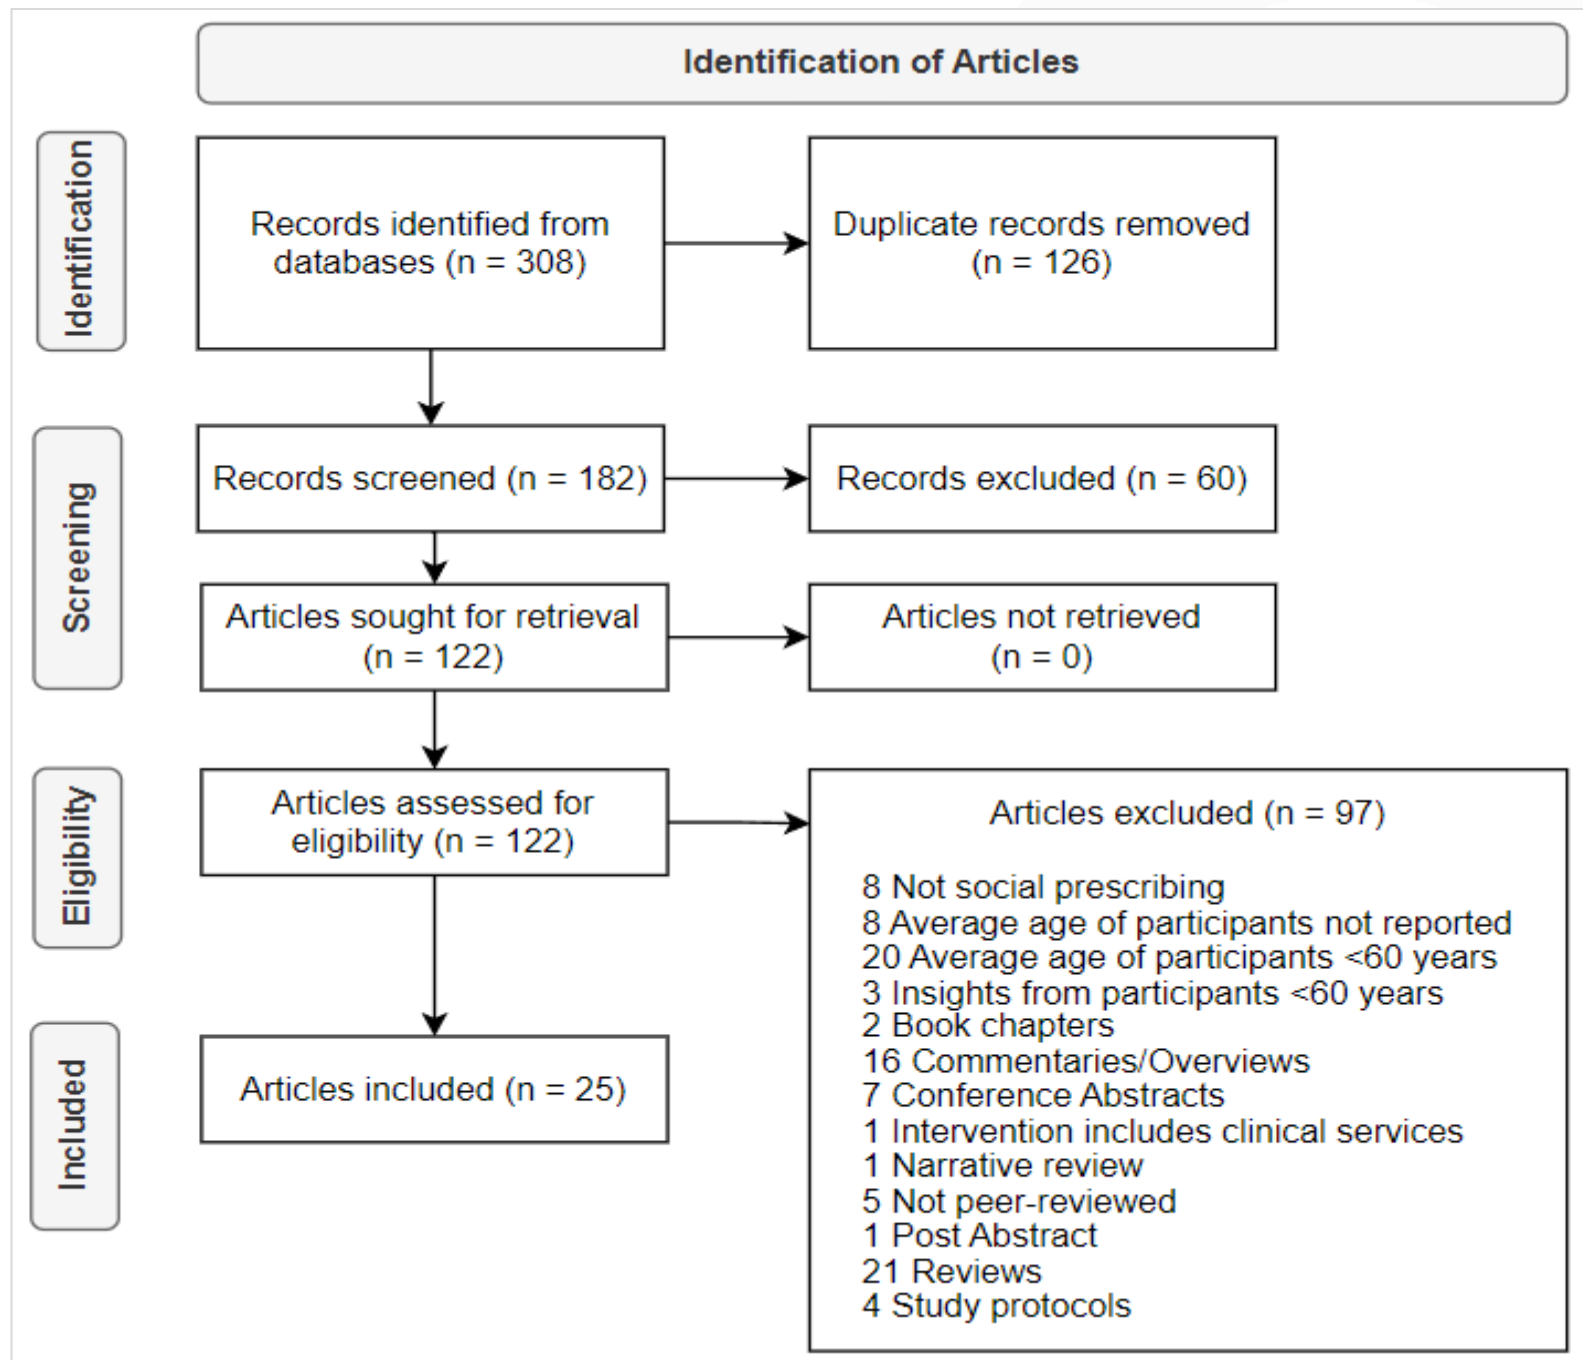 Identification of Articles
Identification
Records identified from
databases (n = 308)
Duplicate records removed
(n = 126)
Screening
Records screened (n = 182)
Records excluded (n = 60)
Articles sought for retrieval
(n = 122)
Articles not retrieved
(n = 0)
Eligibility
Articles assessed for
eligibility (n = 122)
Articles excluded (n = 97)
8 Not social prescribing
8 Average age of participants not reported
20 Average age of participants <60 years
3 Insights from participants <60 years
2 Book chapters
16 Commentaries/Overviews
7 Conference Abstracts
1 Intervention includes clinical services
1 Narrative review
5 Not peer-reviewed
1 Post Abstract
21 Reviews
4 Study protocols
Included
Articles included (n = 25)